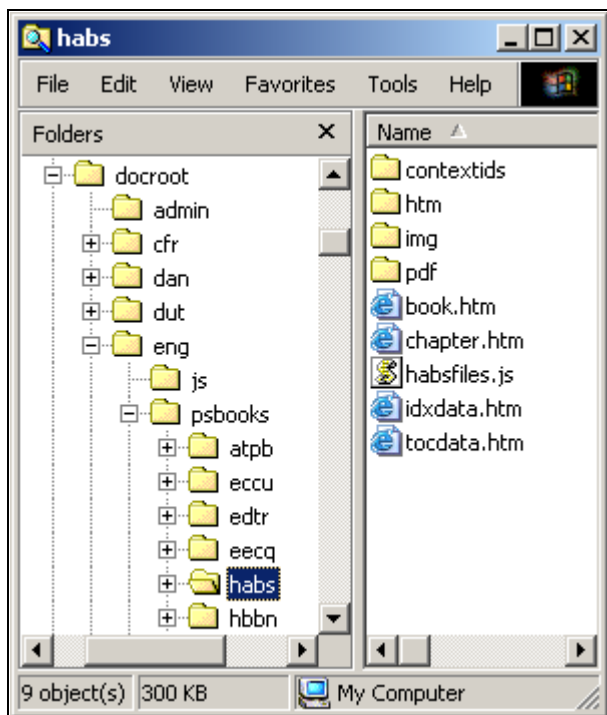 habs
File Edit View Favorites Tools Help
Folders
docroot
admin
cfr
dan
dut
eng
js
psbooks
atpb
eccu
edtr
eecq
habs
hbbn
Name
contextids
htm
img
pdf
book.htm
chapter.htm
habsfiles.js
idxdata.htm
tocdata.htm
9 object(s) 300 KB My Computer